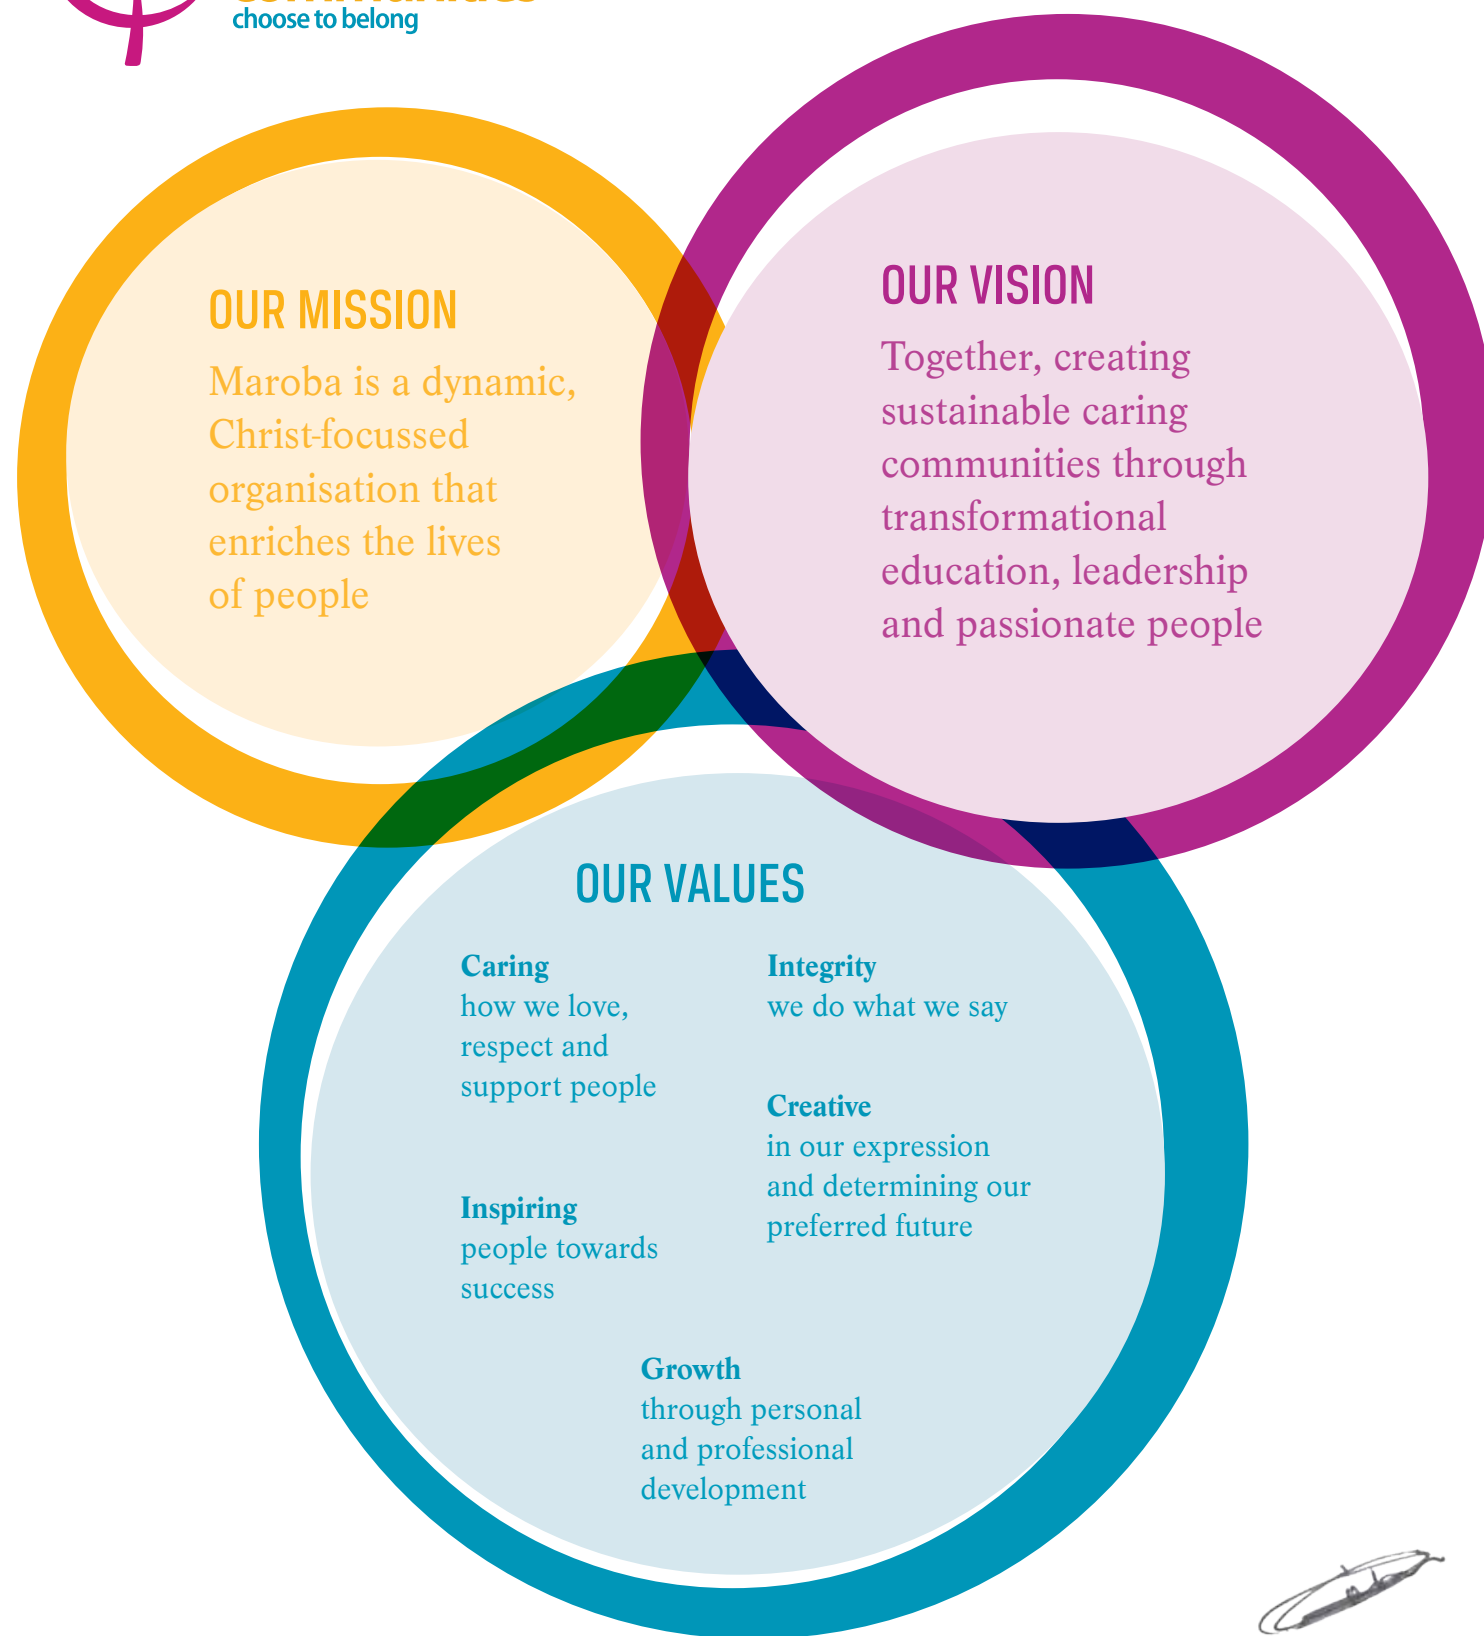 choose to belong
OUR MISSION
Maroba is a dynamic,
Christ-focussed
organisation that
enriches the lives
of people
OUR VISION
Together, creating
sustainable caring
communities through
transformational
education, leadership
and passionate people
OUR VALUES
Caring
how we love,
respect and
support people
Integrity
we do what we say
Creative
in our expression
and determining our
preferred future
Inspiring
people towards
success
Growth
through personal
and professional
development